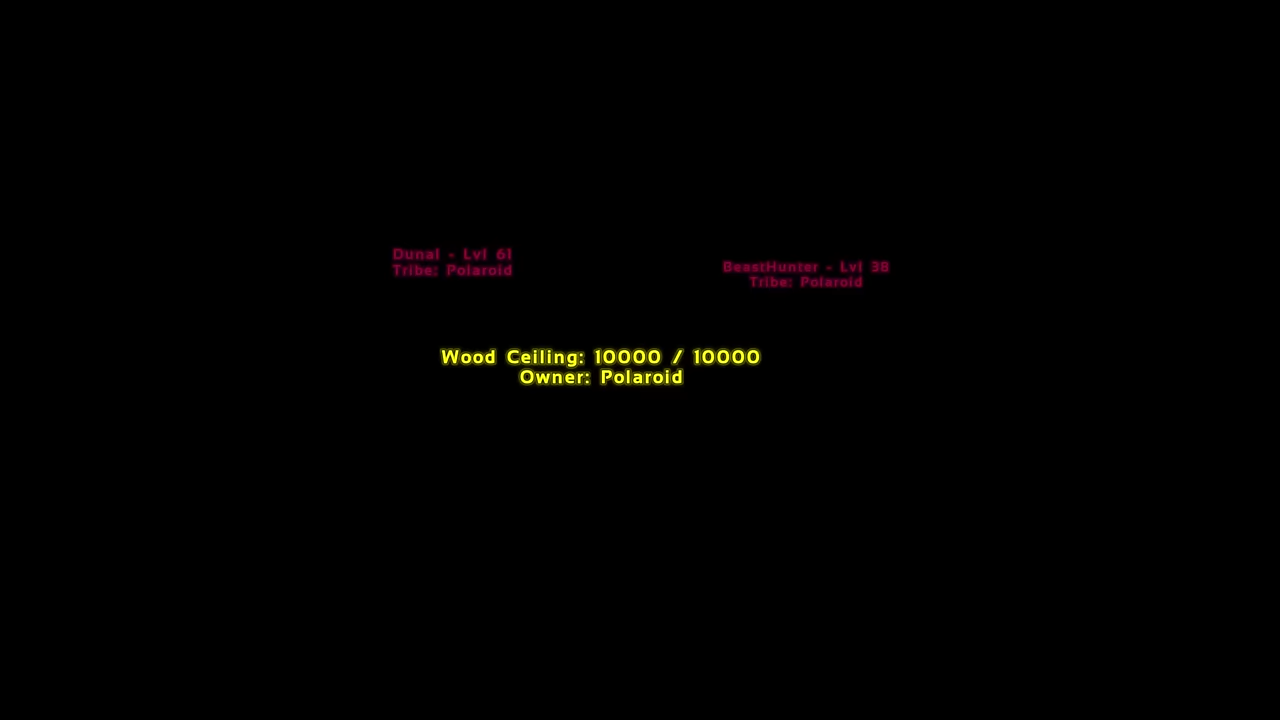 Dunal - Lvl 61
Tribe: Polaroid
BeastHunter - Lvl 38
Tribe: Polaroid
Wood Ceiling: 10000 / 10000
Owner: Polaroid